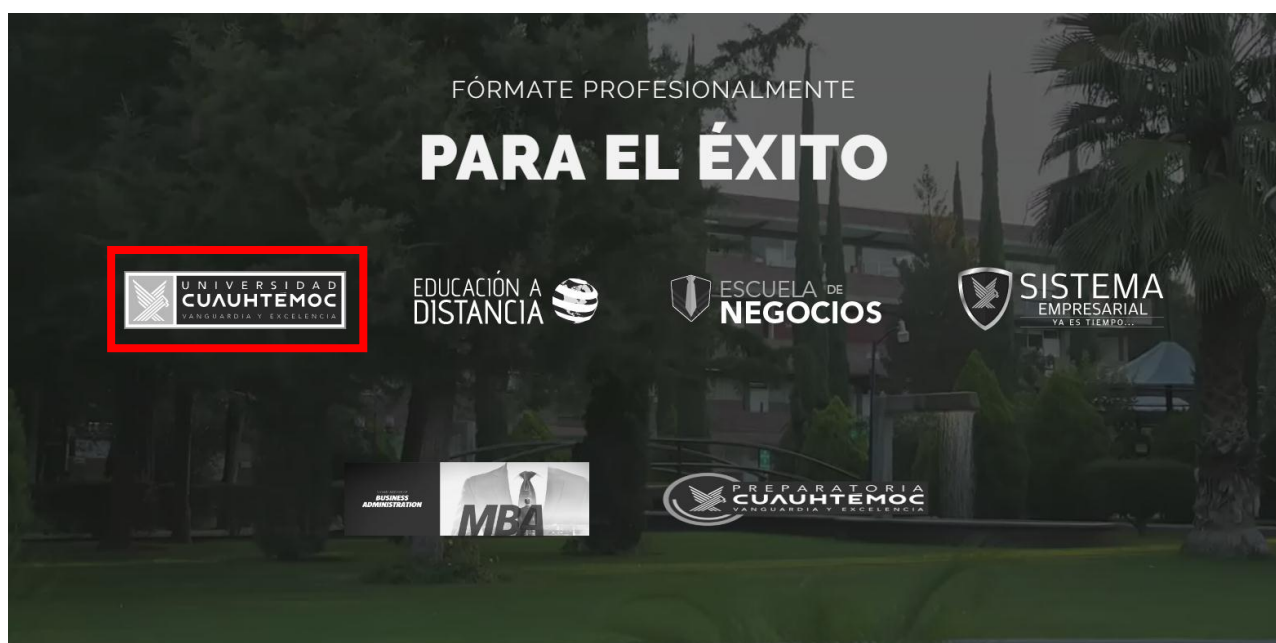 FÓRMATE PROFESIONALMENTE
PARA EL ÉXITO
UNIVERSIDAD
CUAUHTEMOC
VANGUARDIA Y EXCELENCIA
EDUCACIÓN A
DISTANCIA
ESCUELA DE
NEGOCIOS
SISTEMA
EMPRESARIAL
YA ES TIEMPO...
BUSINESS
ADMINISTRATION
MBA
PREPARATORIA
CUAUHTEMOC
VANGUARDIA Y EXCELENCIA